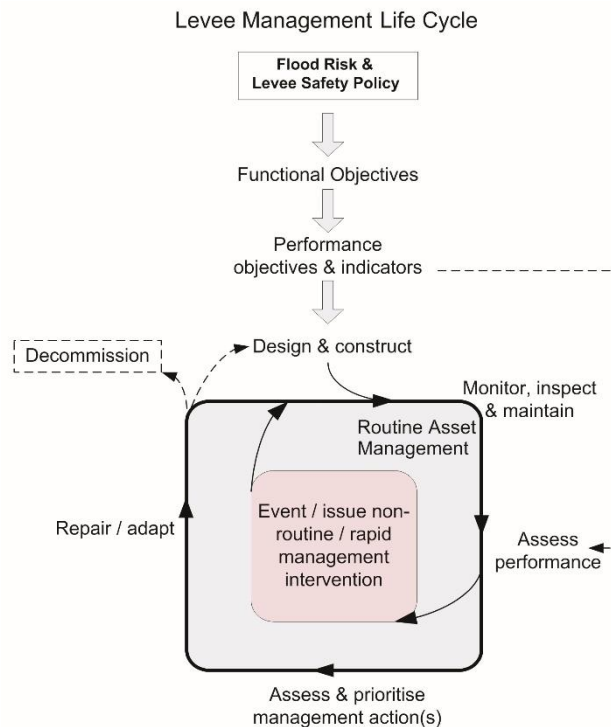 Levee Management Life Cycle
Flood Risk &
Levee Safety Policy
Functional Objectives
Performance
objectives & indicators
Design & construct
Decommission
Monitor, inspect
& maintain
Routine Asset
Management
Event / issue non-
routine / rapid
management
intervention
Repair / adapt
Assess
performance
Assess & prioritise
management action(s)